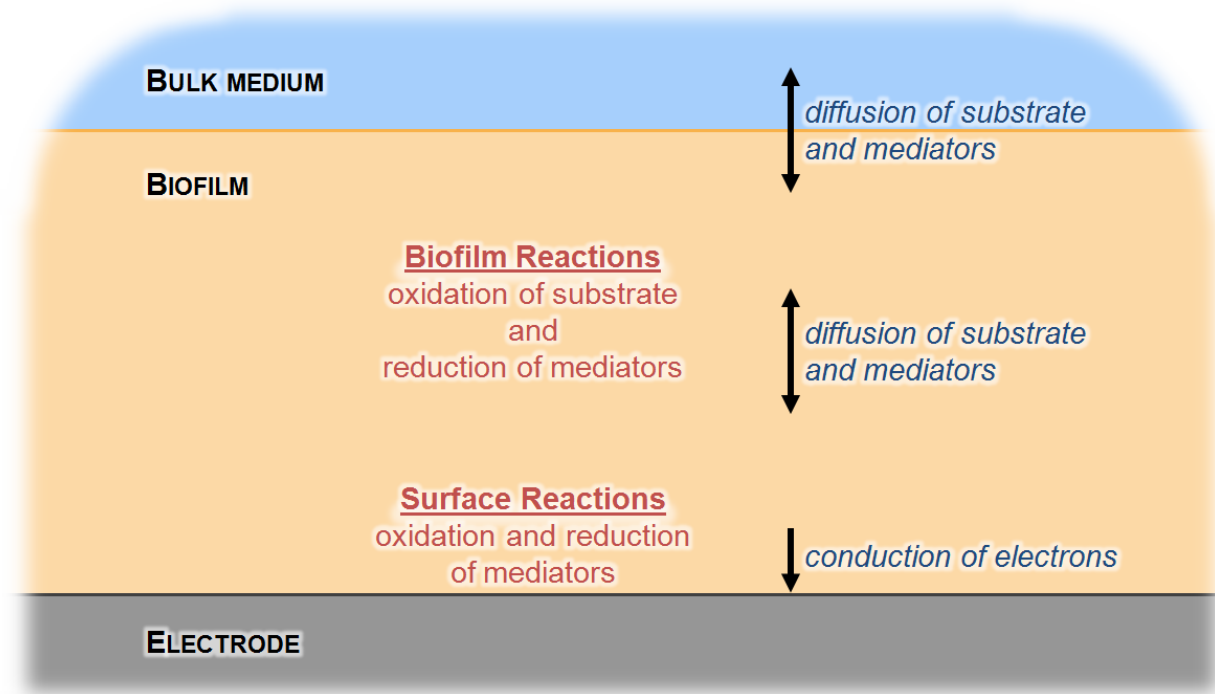 BULK MEDIUM
diffusion of substrate
and mediators
BIOFILM
Biofilm Reactions
oxidation of substrate
and
reduction of mediators
diffusion of substrate
and mediators
Surface Reactions
oxidation and reduction
of mediators
conduction of electrons
ELECTRODE